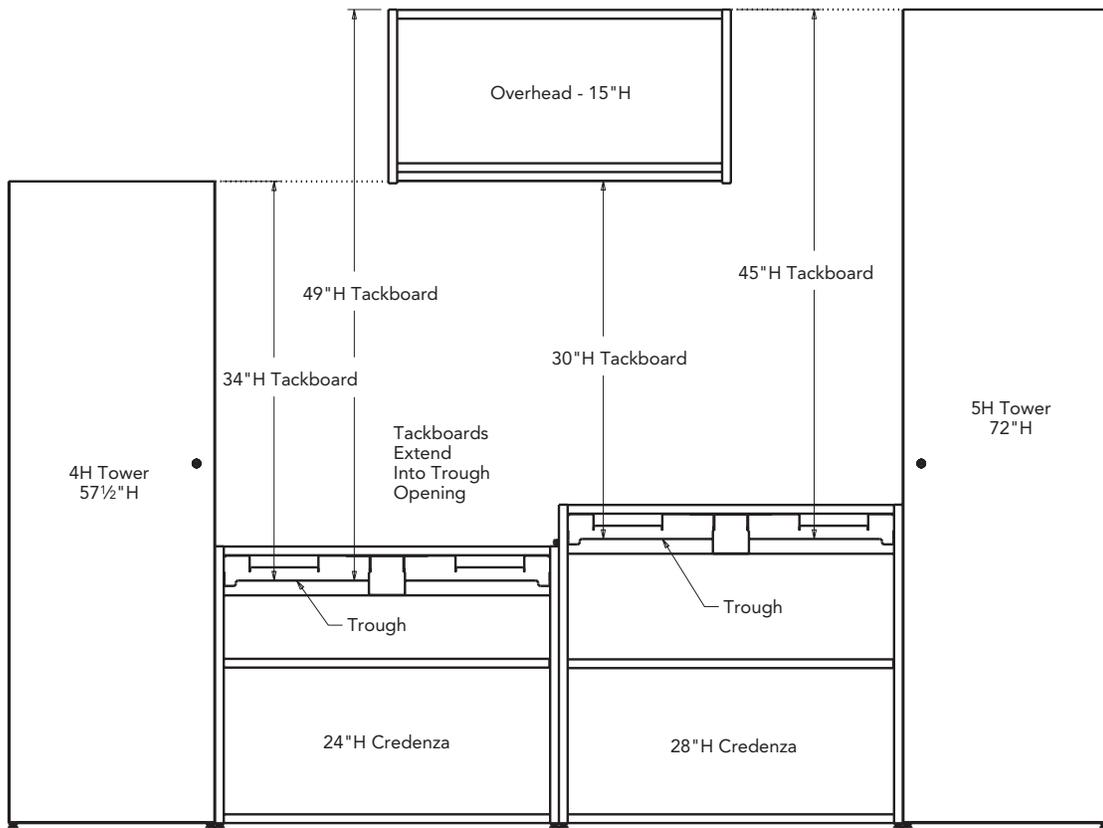 Overhead - 15"H
45"H Tackboard
49"H Tackboard
30"H Tackboard
34"H Tackboard
5H Tower
72"H
Tackboards
Extend
Into Trough
Opening
4H Tower
57½"H
Trough
Trough
24"H Credenza
28"H Credenza